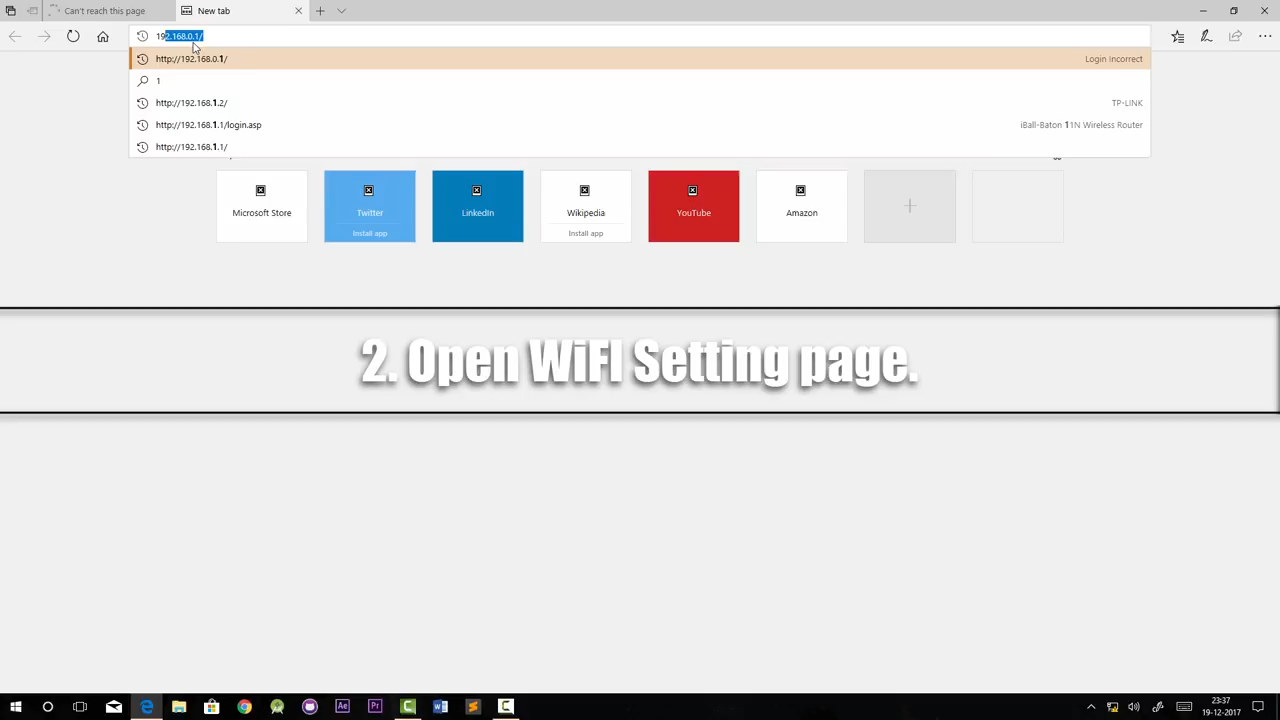 Can't reach this page
New tab
192.168.0.1/
http://192.168.0.1/
Login Incorrect
1
http://192.168.1.2/
TP-LINK
http://192.168.1.1/login.asp
iBall-Baton 11N Wireless Router
http://192.168.1.1/
Microsoft Store
Twitter
Install app
LinkedIn
Wikipedia
Install app
YouTube
Amazon
2. Open WiFI Setting page.
Ae
Pr
23:37
19-12-2017